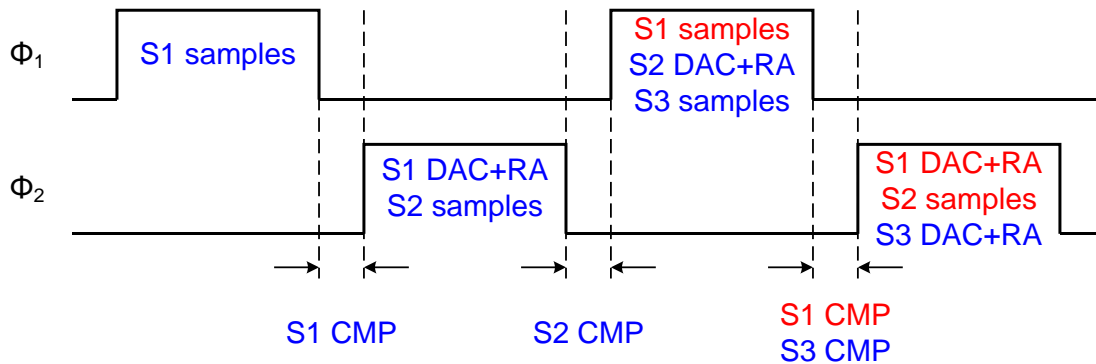 Φ1
S1 samples
S1 samples
S2 DAC+RA
S3 samples
Φ2
S1 DAC+RA
S2 samples
S1 DAC+RA
S2 samples
S3 DAC+RA
S1 CMP
S2 CMP
S1 CMP
S3 CMP